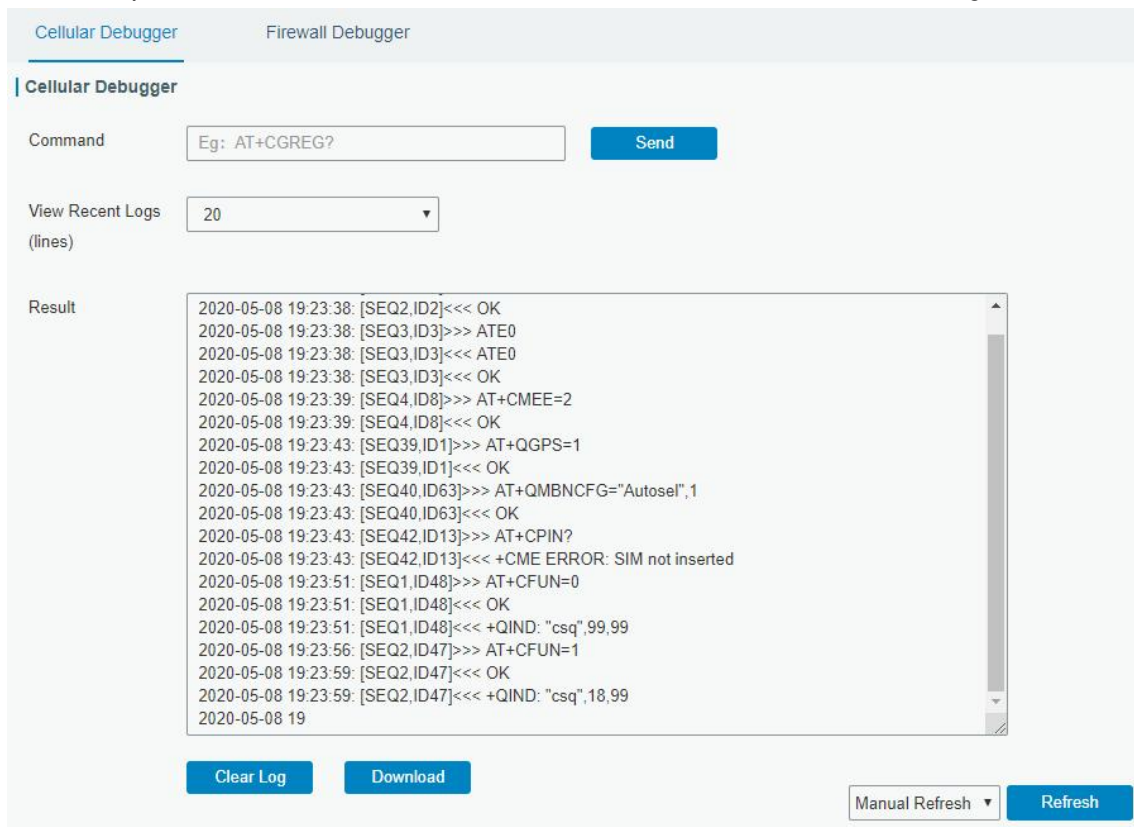 Cellular Debugger Firewall Debugger
Cellular Debugger
Command Eg: AT+CGREG? Send
View Recent Logs (lines) 20
Result
2020-05-08 19:23:38: [SEQ2,ID2]<<< OK
2020-05-08 19:23:38: [SEQ3,ID3]>>> ATE0
2020-05-08 19:23:38: [SEQ3,ID3]<<< ATE0
2020-05-08 19:23:38: [SEQ3,ID3]<<< OK
2020-05-08 19:23:39: [SEQ4,ID8]>>> AT+CMEE=2
2020-05-08 19:23:39: [SEQ4,ID8]<<< OK
2020-05-08 19:23:43: [SEQ39,ID1]>>> AT+QGPS=1
2020-05-08 19:23:43: [SEQ39,ID1]<<< OK
2020-05-08 19:23:43: [SEQ40,ID63]>>> AT+QMBNCFG="Autosel",1
2020-05-08 19:23:43: [SEQ40,ID63]<<< OK
2020-05-08 19:23:43: [SEQ42,ID13]>>> AT+CPIN?
2020-05-08 19:23:43: [SEQ42,ID13]<<< +CME ERROR: SIM not inserted
2020-05-08 19:23:51: [SEQ1,ID48]>>> AT+CFUN=0
2020-05-08 19:23:51: [SEQ1,ID48]<<< OK
2020-05-08 19:23:51: [SEQ1,ID48]<<< +QIND: "csq",99,99
2020-05-08 19:23:56: [SEQ2,ID47]>>> AT+CFUN=1
2020-05-08 19:23:59: [SEQ2,ID47]<<< OK
2020-05-08 19:23:59: [SEQ2,ID47]<<< +QIND: "csq",18,99
2020-05-08 19
Clear Log Download
Manual Refresh Refresh